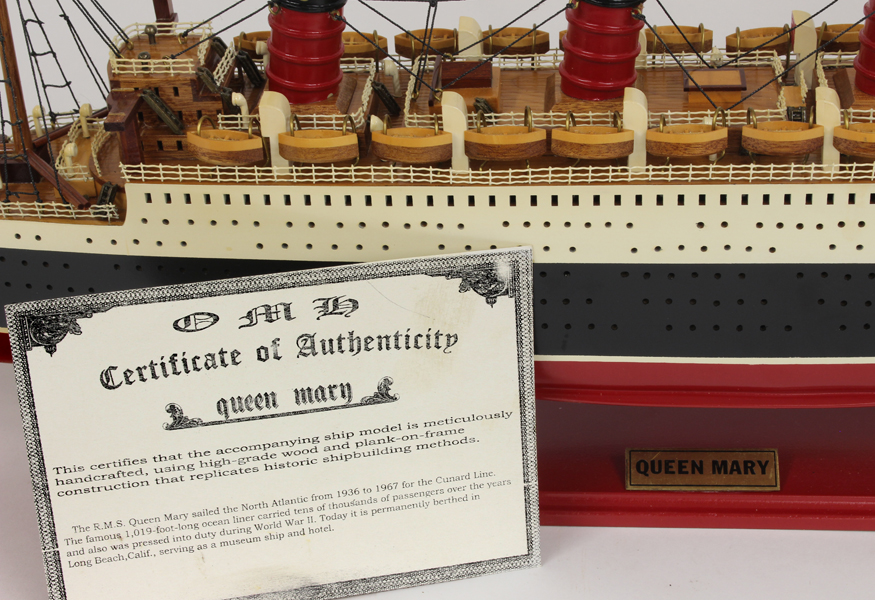 O M H
Certificate of Authenticity
queen mary
This certifies that the accompanying ship model is meticulously
handcrafted, using high-grade wood and plank-on-frame
construction that replicates historic shipbuilding methods.
The R.M.S. Queen Mary sailed the North Atlantic from 1936 to 1967 for the Cunard Linc.
The famous 1,019-foot-long ocean liner carried tens of thousands of passengers over the years
and also was pressed into duty during World War II. Today it is permanently berthed in
Long Beach,Calif., serving as a museum ship and hotel.
QUEEN MARY